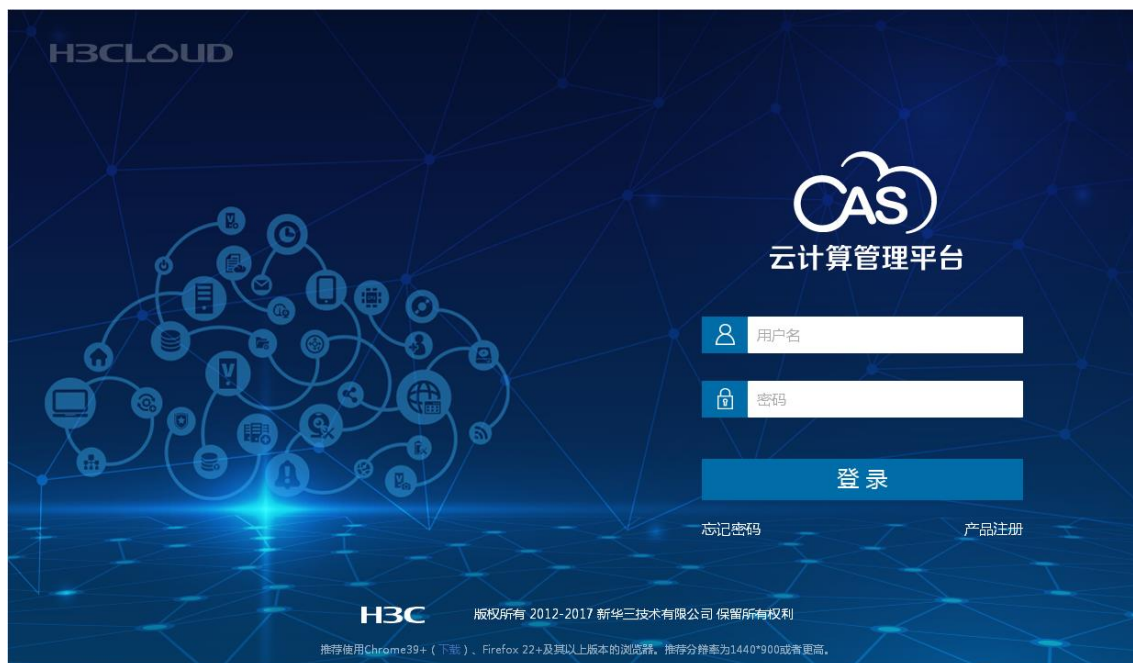 H3CLOUD
CAS
云计算管理平台
用户名
密码
登录
忘记密码 产品注册
H3C 版权所有 2012-2017 新华三技术有限公司 保留所有权利
推荐使用Chrome39+ ( 下载 ) 、Firefox 22+及其以上版本的浏览器。推荐分辨率为1440*900或者更高。